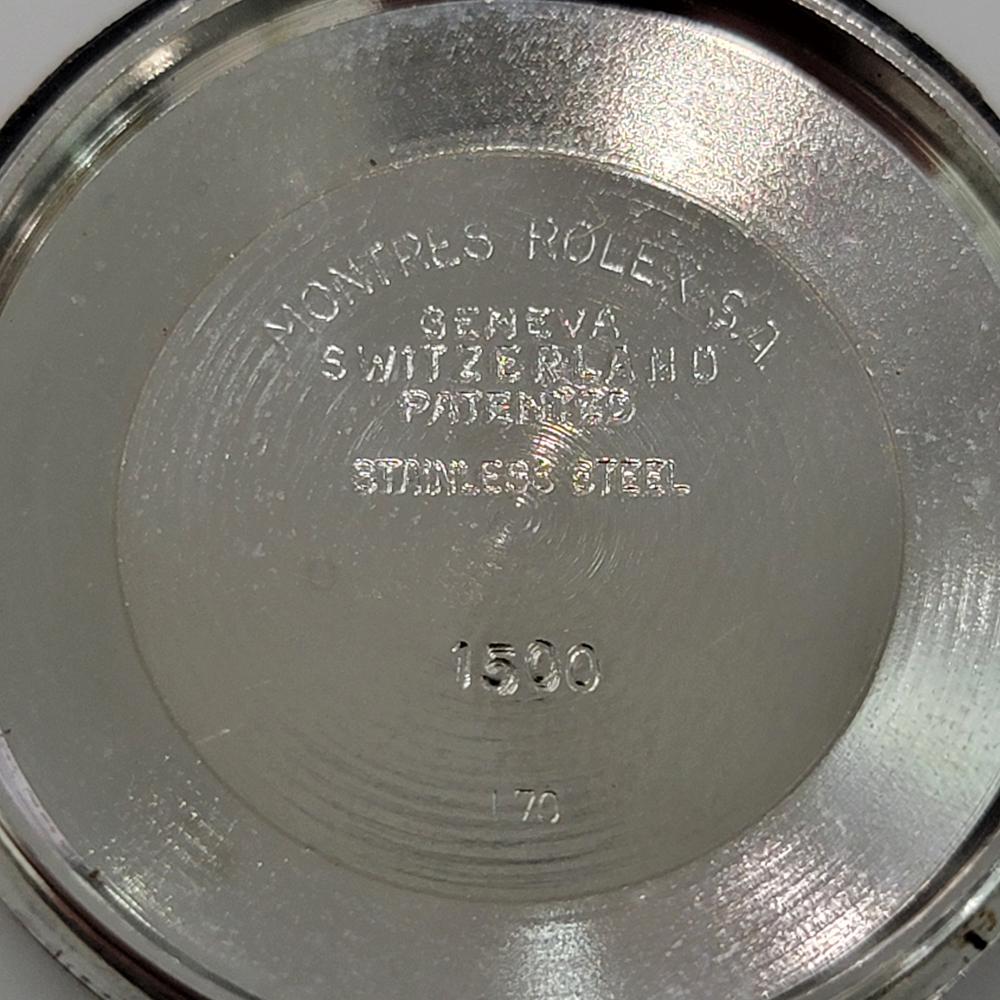 MONTRES ROLEX S.A
GENEVA
SWITZERLAND
PATENTED
STAINLESS STEEL
1500
I 70